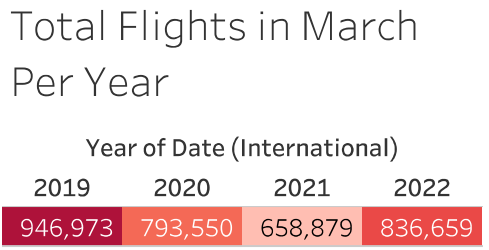 Total Flights in March
Per Year
Year of Date (International)
2019 2020 2021 2022
946,973 793,550 658,879 836,659